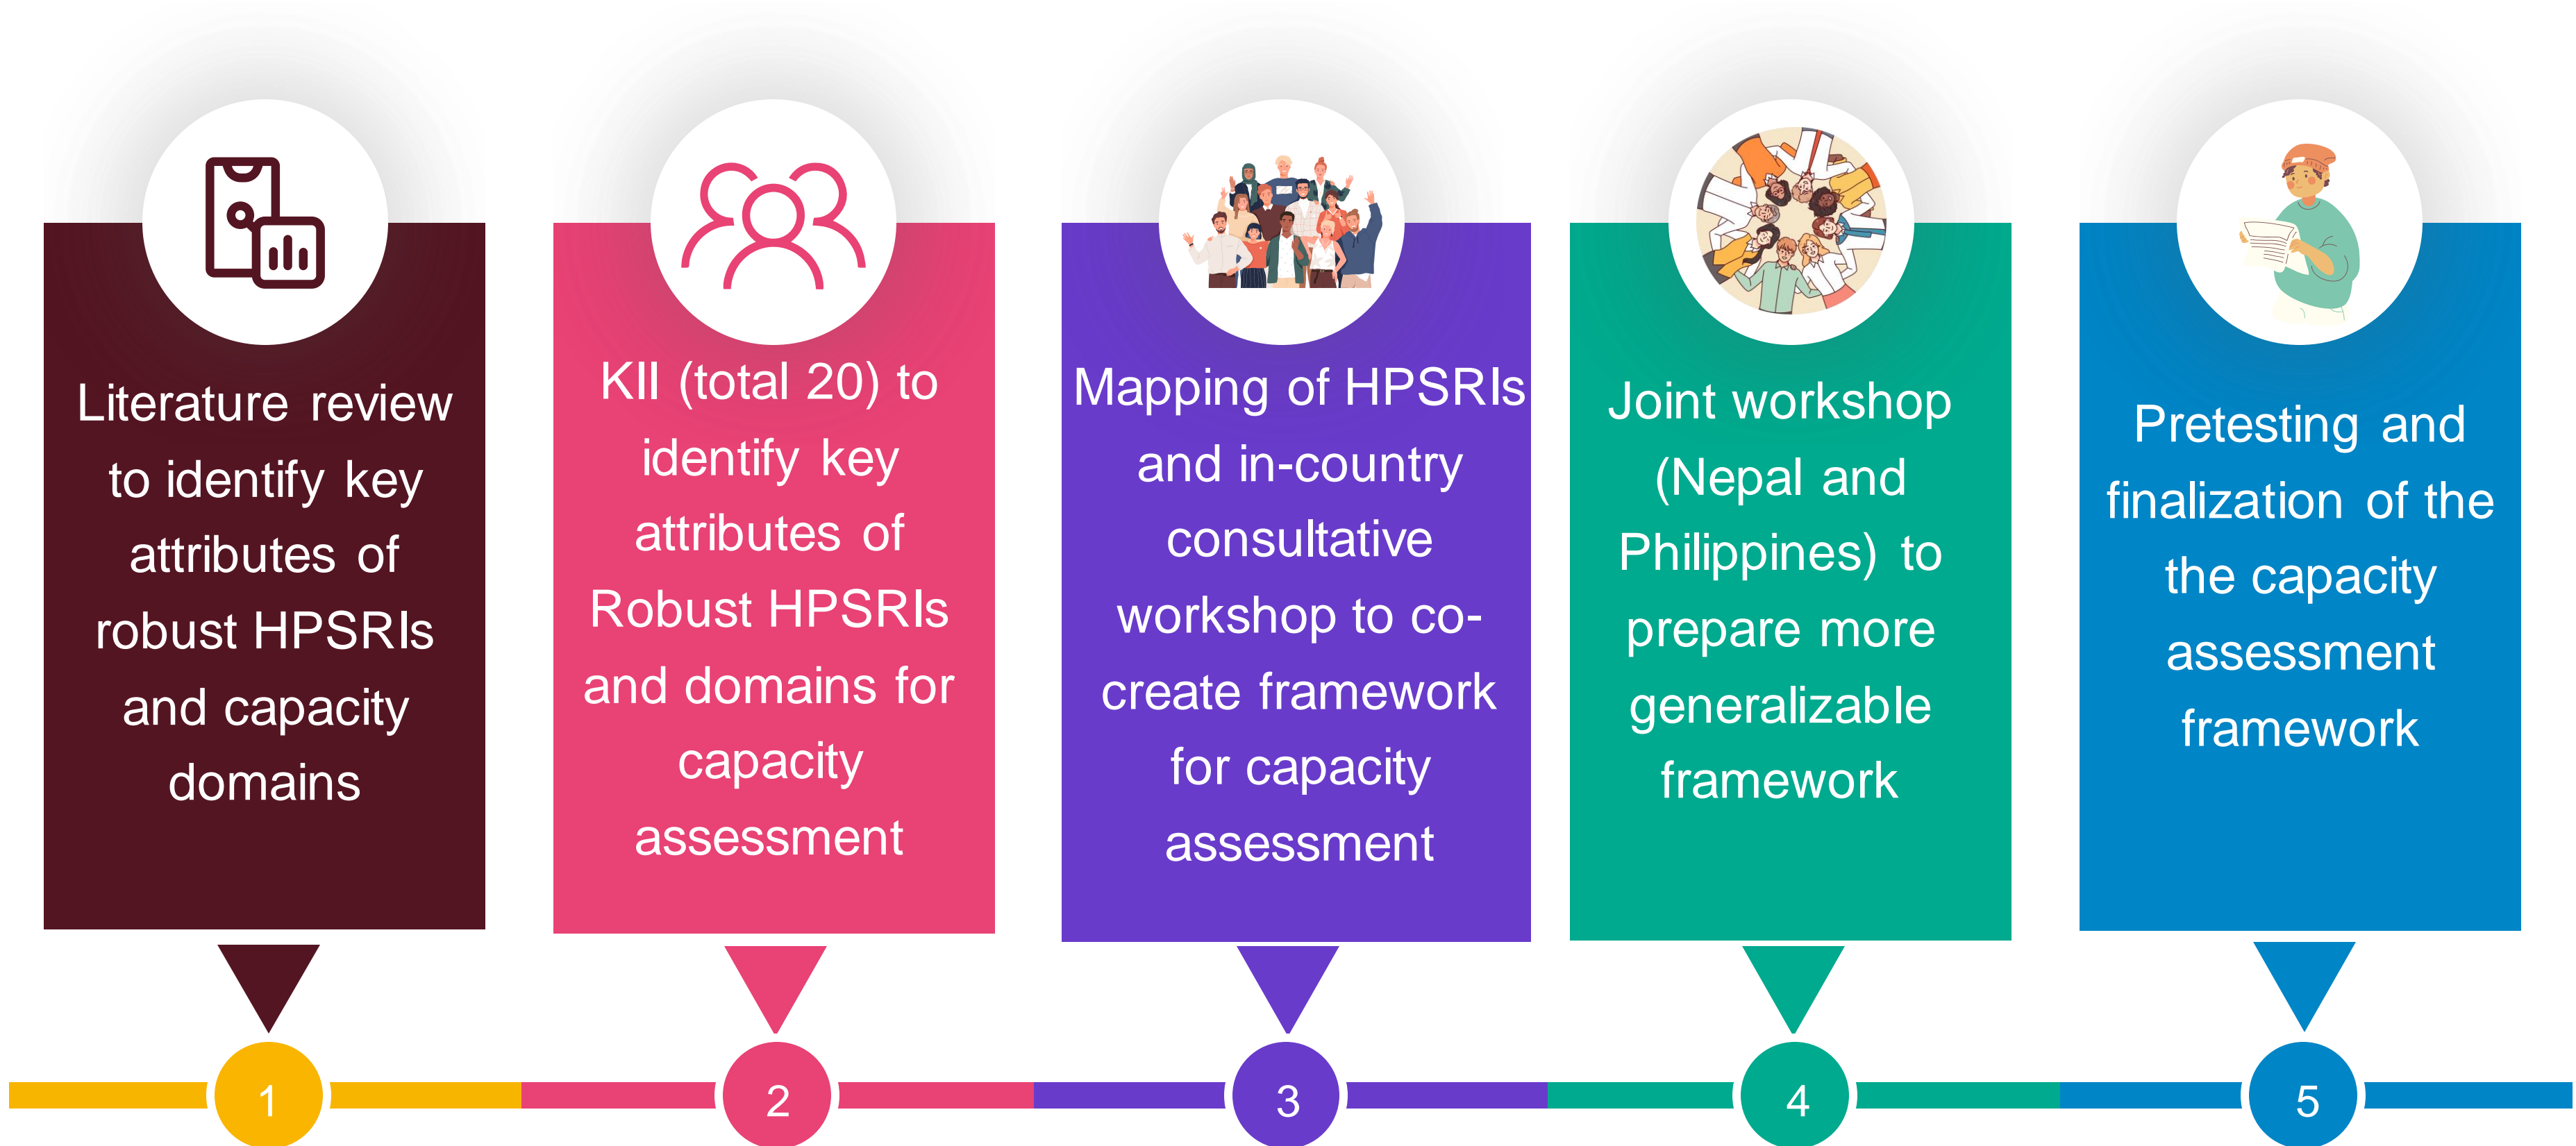 Literature review
to identify key
attributes of
robust HPSRIs
and capacity
domains
KII (total 20) to
identify key
attributes of
Robust HPSRIs
and domains for
capacity
assessment
Mapping of HPSRIs
and in-country
consultative
workshop to co-
create framework
for capacity
assessment
Joint workshop
(Nepal and
Philippines) to
prepare more
generalizable
framework
Pretesting and
finalization of the
the capacity
assessment
framework
1
2
3
4
5